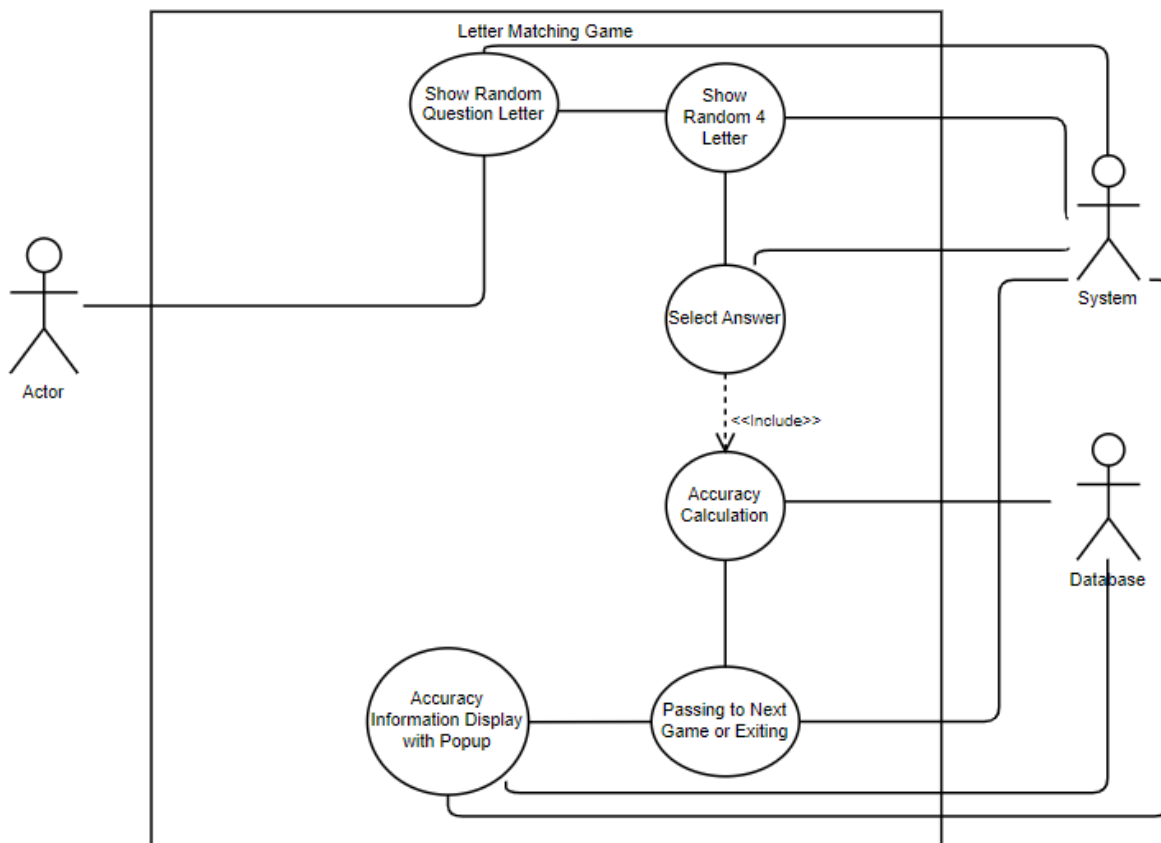 Letter Matching Game
Show Random
Question Letter
Show
Random 4
Letter
System
Select Answer
Actor
<<Include>>
Accuracy
Calculation
Database
Accuracy
Information Display
with Popup
Passing to Next
Game or Exiting